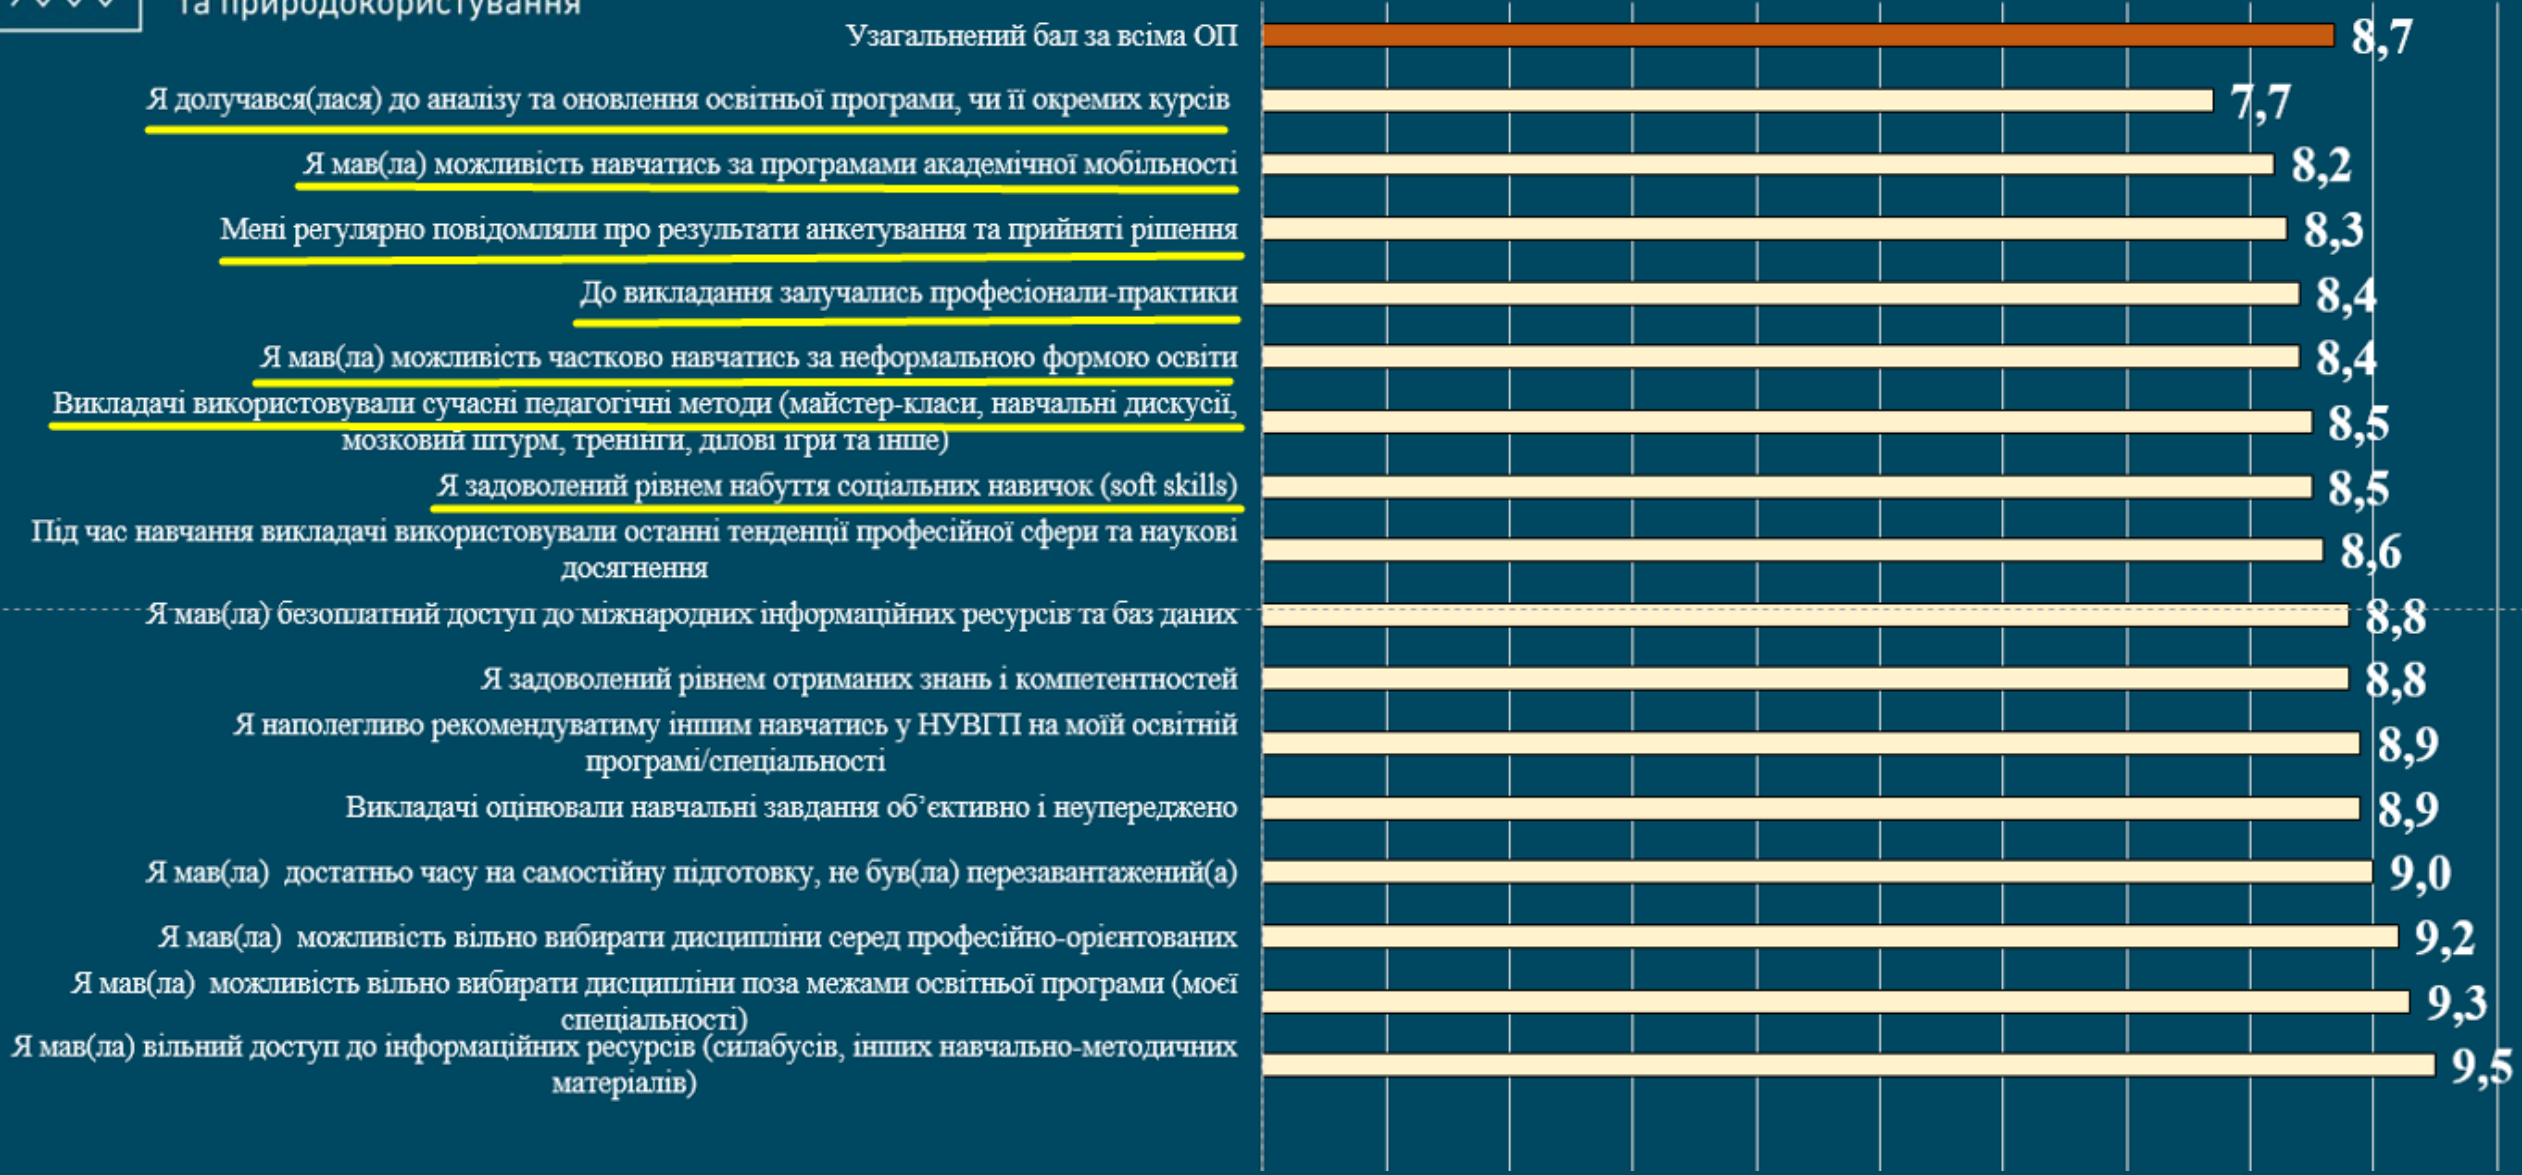 та природокористування
Узагальнений бал за всіма ОП
8,7
Я долучався(лася) до аналізу та оновлення освітньої програми, чи її окремих курсів
7,7
Я мав(ла) можливість навчатись за програмами академічної мобільності
8,2
Мені регулярно повідомляли про результати анкетування та прийняті рішення
8,3
До викладання залучались професіонали-практики
8,4
Я мав(ла) можливість частково навчатись за неформальною формою освіти
8,4
Викладачі використовували сучасні педагогічні методи (майстер-класи, навчальні дискусії,
мозковий штурм, тренінги, ділові ігри та інше)
8,5
Я задоволений рівнем набуття соціальних навичок (soft skills)
8,5
Під час навчання викладачі використовували останні тенденції професійної сфери та наукові
досягнення
8,6
Я мав(ла) безоплатний доступ до міжнародних інформаційних ресурсів та баз даних
8,8
Я задоволений рівнем отриманих знань і компетентностей
8,8
Я наполегливо рекомендуватиму іншим навчатись у НУВГП на моїй освітній
програмі/спеціальності
8,9
Викладачі оцінювали навчальні завдання об’єктивно і неупереджено
8,9
Я мав(ла) достатньо часу на самостійну підготовку, не був(ла) перезавантажений(а)
9,0
Я мав(ла) можливість вільно вибирати дисципліни серед професійно-орієнтованих
9,2
Я мав(ла) можливість вільно вибирати дисципліни поза межами освітньої програми (моєї
спеціальності)
9,3
Я мав(ла) вільний доступ до інформаційних ресурсів (силабусів, інших навчально-методичних
матеріалів)
9,5